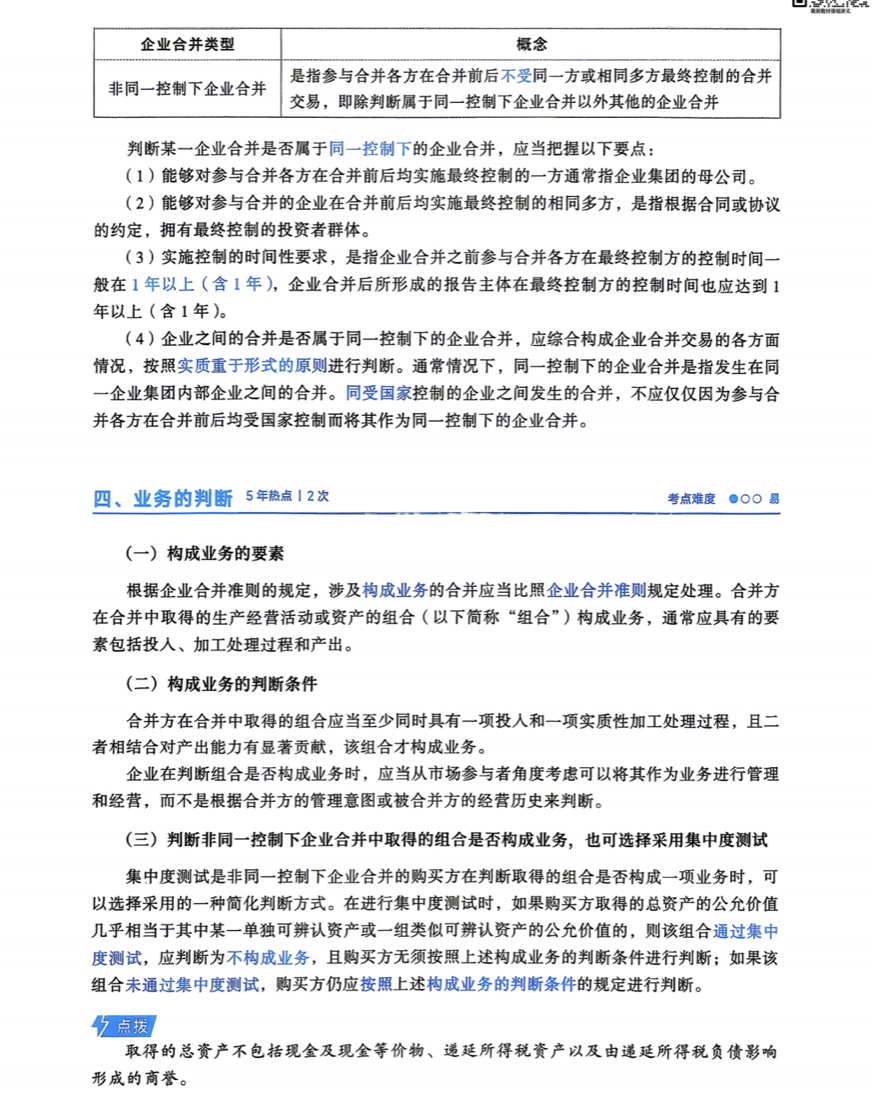 企业合并类型 概念
非同一控制下企业合并 是指参与合并各方在合并前后不受同一方或相同多方最终控制的合并
交易，即除判断属于同一控制下企业合并以外其他的企业合并
判断某一企业合并是否属于同一控制下的企业合并，应当把握以下要点：
（1）能够对参与合并各方在合并前后均实施最终控制的一方通常指企业集团的母公司。
（2）能够对参与合并的企业在合并前后均实施最终控制的相同多方，是指根据合同或协议
的约定，拥有最终控制的投资者群体。
（3）实施控制的时间性要求，是指企业合并之前参与合并各方在最终控制方的控制时间一
般在 1 年以上（含 1 年），企业合并后所形成的报告主体在最终控制方的控制时间也应达到 1
年以上（含 1 年）。
（4）企业之间的合并是否属于同一控制下的企业合并，应综合构成企业合并交易的各方面
情况，按照实质重于形式的原则进行判断。通常情况下，同一控制下的企业合并是指发生在同
一企业集团内部企业之间的合并。同受国家控制的企业之间发生的合并，不应仅仅因为参与合
并各方在合并前后均受国家控制而将其作为同一控制下的企业合并。
四、业务的判断 5 年热点丨2 次 考点难度 ●○○ 易
（一）构成业务的要素
根据企业合并准则的规定，涉及构成业务的合并应当比照企业合并准则规定处理。合并方
在合并中取得的生产经营活动或资产的组合（以下简称“组合”）构成业务，通常应具有的要
素包括投入、加工处理过程和产出。
（二）构成业务的判断条件
合并方在合并中取得的组合应当至少同时具有一项投入和一项实质性加工处理过程，且二
者相结合对产出能力有显著贡献，该组合才构成业务。
企业在判断组合是否构成业务时，应当从市场参与者角度考虑可以将其作为业务进行管理
和经营，而不是根据合并方的管理意图或被合并方的经营历史来判断。
（三）判断非同一控制下企业合并中取得的组合是否构成业务，也可选择采用集中度测试
集中度测试是非同一控制下企业合并的购买方在判断取得的组合是否构成一项业务时，可
以选择采用的一种简化判断方式。在进行集中度测试时，如果购买方取得的总资产的公允价值
几乎相当于其中某一单独可辨认资产或一组类似可辨认资产的公允价值的，则该组合通过集中
度测试，应判断为不构成业务，且购买方无须按照上述构成业务的判断条件进行判断；如果该
组合未通过集中度测试，购买方仍应按照上述构成业务的判断条件的规定进行判断。
点拨
取得的总资产不包括现金及现金等价物、递延所得税资产以及由递延所得税负债影响
形成的商誉。